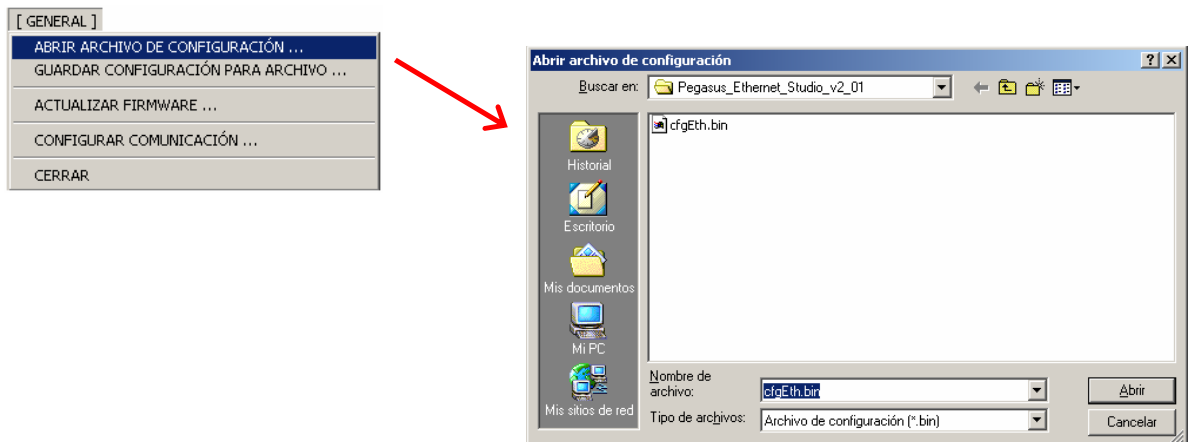 [ GENERAL ]
ABRIR ARCHIVO DE CONFIGURACIÓN ...
GUARDAR CONFIGURACIÓN PARA ARCHIVO ...
ACTUALIZAR FIRMWARE ...
CONFIGURAR COMUNICACIÓN ...
CERRAR
Abrir archivo de configuración
Buscar en:
Pegasus_Ethernet_Studio_v2_01
cfgEth.bin
Historial
Escritorio
Mis documentos
Mi PC
Mis sitios de red
Nombre de
archivo:
cfgEth.bin
Abrir
Tipo de archivos:
Archivo de configuración (*.bin)
Cancelar